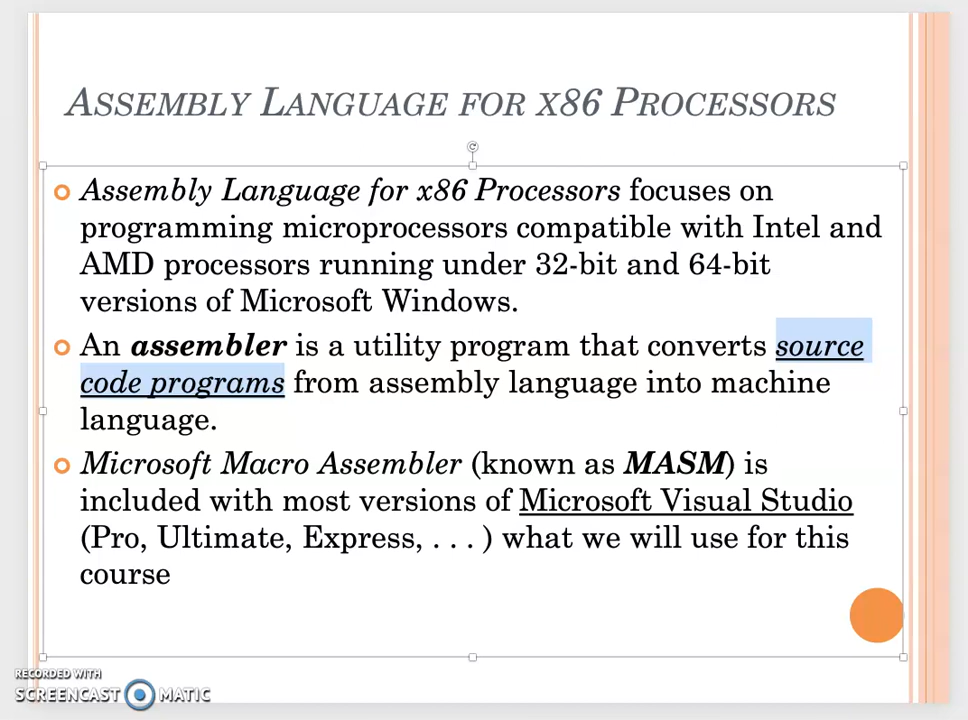 ASSEMBLY LANGUAGE FOR X86 PROCESSORS
Assembly Language for x86 Processors focuses on
programming microprocessors compatible with Intel and
AMD processors running under 32-bit and 64-bit
versions of Microsoft Windows.
An assembler is a utility program that converts source
code programs from assembly language into machine
language.
Microsoft Macro Assembler (known as MASM) is
included with most versions of Microsoft Visual Studio
(Pro, Ultimate, Express, . . . ) what we will use for this
course
RECORDED WITH
SCREENCAST MATIC